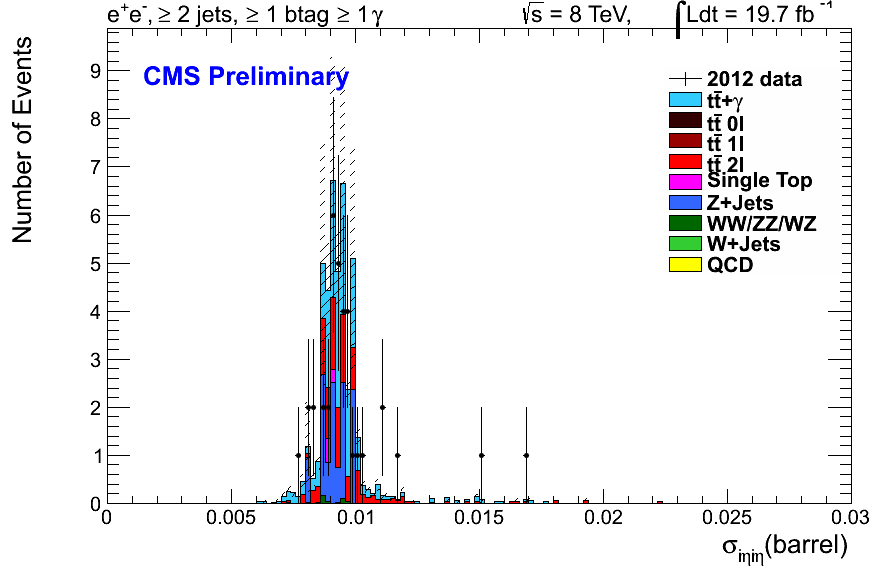 e⁺e⁻, ≥ 2 jets, ≥ 1 btag ≥ 1 γ √s = 8 TeV, ∫Ldt = 19.7 fb⁻¹
Number of Events
CMS Preliminary
2012 data
tt̄+γ
tt̄ 0l
tt̄ 1l
tt̄ 2l
Single Top
Z+Jets
WW/ZZ/WZ
W+Jets
QCD
9
8
7
6
5
4
3
2
1
0
0 0.005 0.01 0.015 0.02 0.025 0.03
σiηiη(barrel)